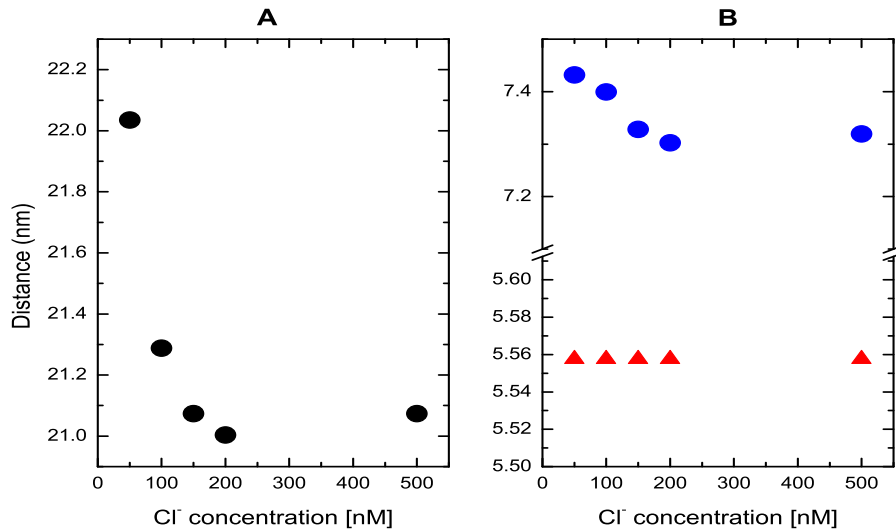 A
B
Distance (nm)
22.2
22.0
21.8
21.6
21.4
21.2
21.0
0 100 200 300 400 500
Cl⁻ concentration [nM]
7.4
7.2
5.60
5.58
5.56
5.54
5.52
5.50
0 100 200 300 400 500
Cl⁻ concentration [nM]